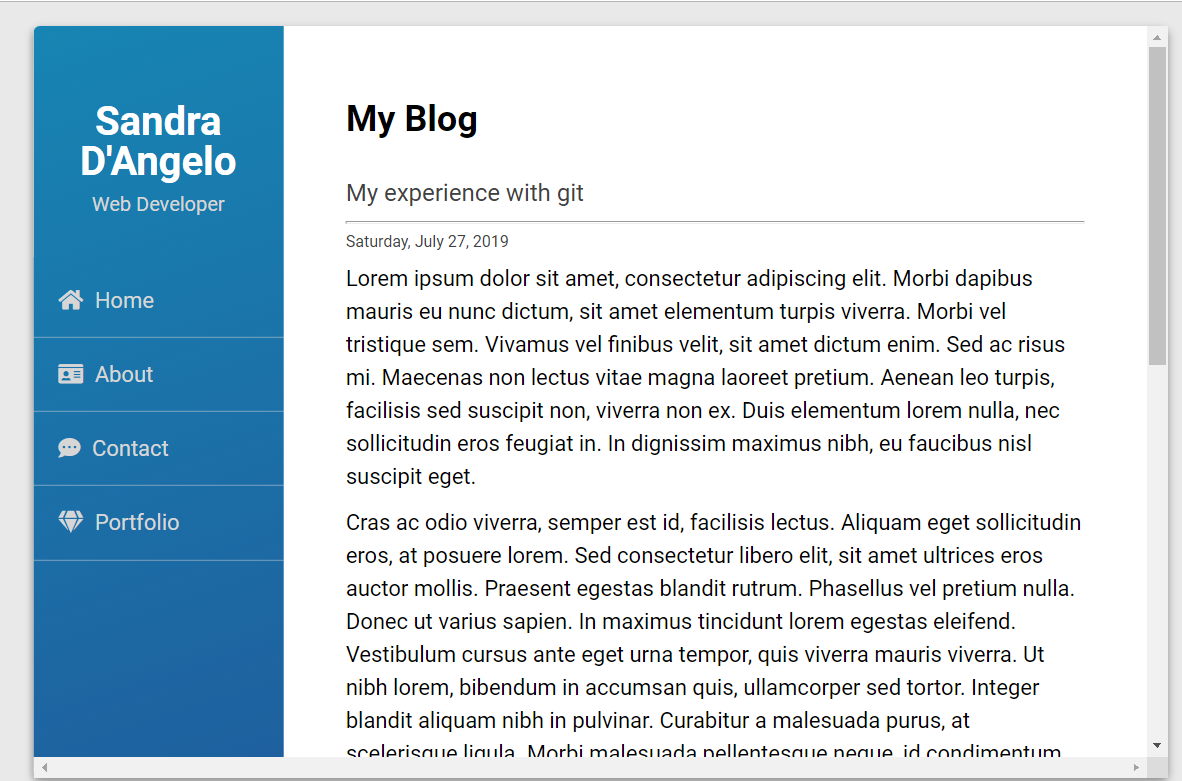 Sandra
D'Angelo
Web Developer
Home
About
Contact
Portfolio
My Blog
My experience with git
Saturday, July 27, 2019
Lorem ipsum dolor sit amet, consectetur adipiscing elit. Morbi dapibus
mauris eu nunc dictum, sit amet elementum turpis viverra. Morbi vel
tristique sem. Vivamus vel finibus velit, sit amet dictum enim. Sed ac risus
mi. Maecenas non lectus vitae magna laoreet pretium. Aenean leo turpis,
facilisis sed suscipit non, viverra non ex. Duis elementum lorem nulla, nec
sollicitudin eros feugiat in. In dignissim maximus nibh, eu faucibus nisl
suscipit eget.
Cras ac odio viverra, semper est id, facilisis lectus. Aliquam eget sollicitudin
eros, at posuere lorem. Sed consectetur libero elit, sit amet ultrices eros
auctor mollis. Praesent egestas blandit rutrum. Phasellus vel pretium nulla.
Donec ut varius sapien. In maximus tincidunt lorem egestas eleifend.
Vestibulum cursus ante eget urna tempor, quis viverra mauris viverra. Ut
nibh lorem, bibendum in accumsan quis, ullamcorper sed tortor. Integer
blandit aliquam nibh in pulvinar. Curabitur a malesuada purus, at
scelerisque ligula. Morbi malesuada pellentesque neque, id condimentum